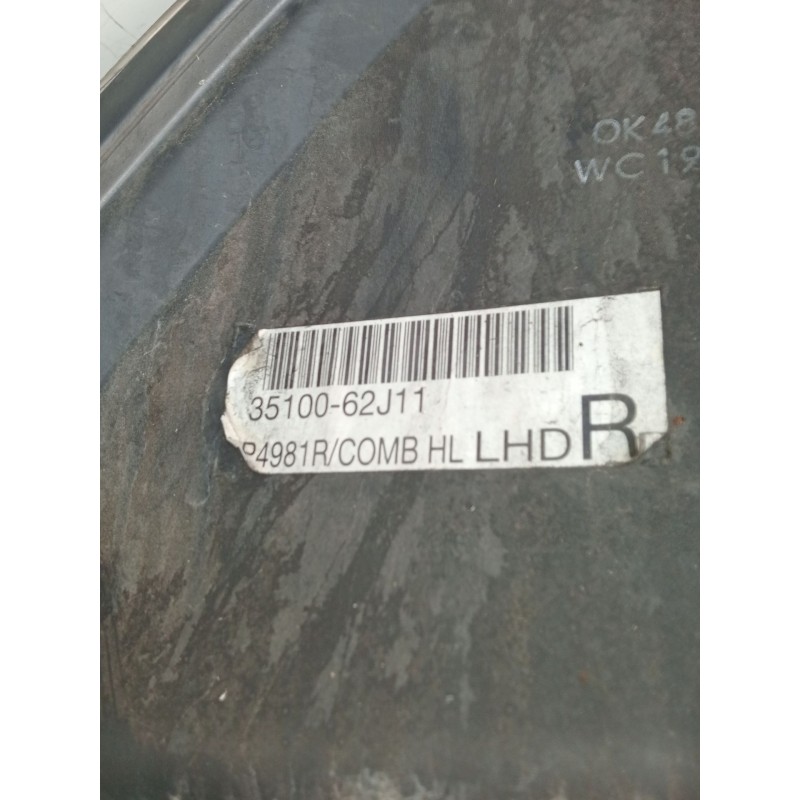 OK48
WC19
35100-62J11
P4981R/COMB HL LHD R